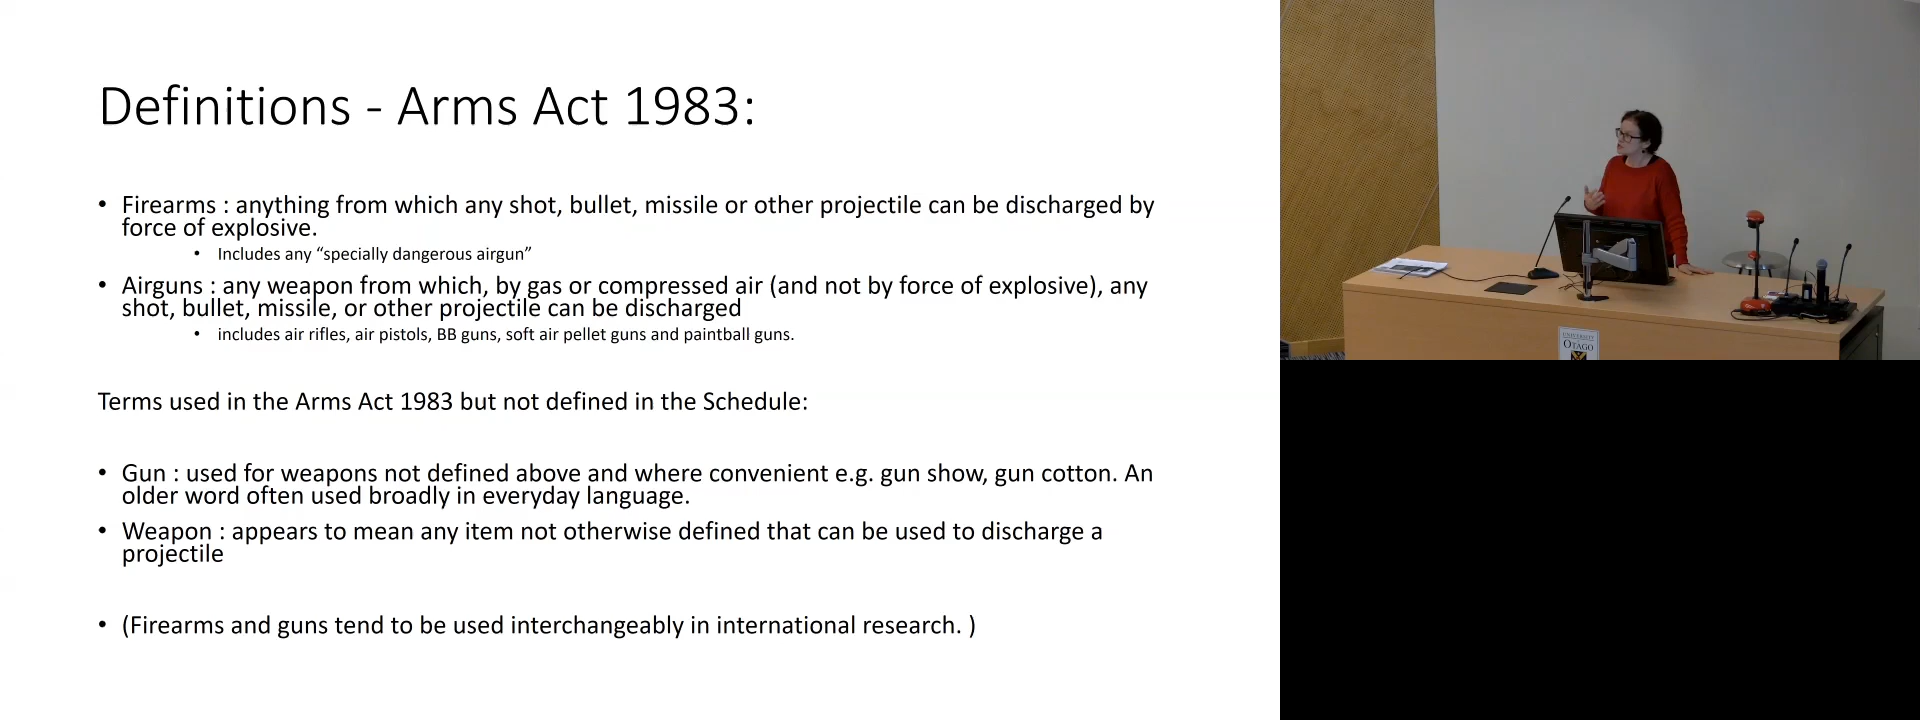 Definitions - Arms Act 1983:
• Firearms : anything from which any shot, bullet, missile or other projectile can be discharged by
force of explosive.
• Includes any “specially dangerous airgun”
• Airguns : any weapon from which, by gas or compressed air (and not by force of explosive), any
shot, bullet, missile, or other projectile can be discharged
• includes air rifles, air pistols, BB guns, soft air pellet guns and paintball guns.
Terms used in the Arms Act 1983 but not defined in the Schedule:
• Gun : used for weapons not defined above and where convenient e.g. gun show, gun cotton. An
older word often used broadly in everyday language.
• Weapon : appears to mean any item not otherwise defined that can be used to discharge a
projectile
• (Firearms and guns tend to be used interchangeably in international research. )
UNIVERSITY
OTAGO